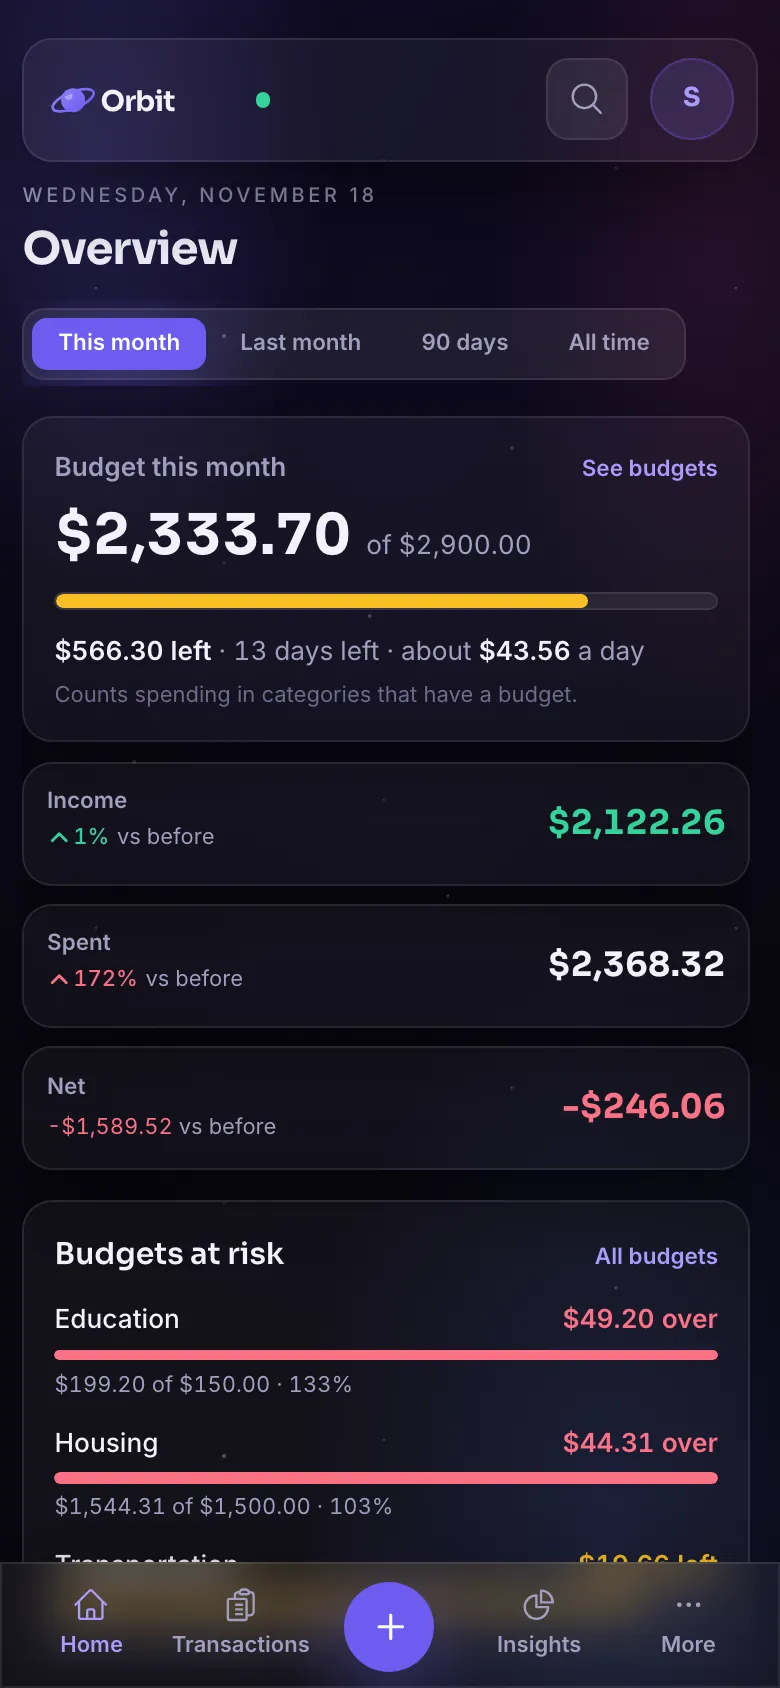 Orbit
S
WEDNESDAY, NOVEMBER 18
Overview
This month Last month 90 days All time
Budget this month See budgets
$2,333.70 of $2,900.00
$566.30 left · 13 days left · about $43.56 a day
Counts spending in categories that have a budget.
Income
$2,122.26
1% vs before
Spent
$2,368.32
172% vs before
Net
-$246.06
-$1,589.52 vs before
Budgets at risk All budgets
Education $49.20 over
$199.20 of $150.00 · 133%
Housing $44.31 over
$1,544.31 of $1,500.00 · 103%
Transportation $19.66 left
Home Transactions Insights More